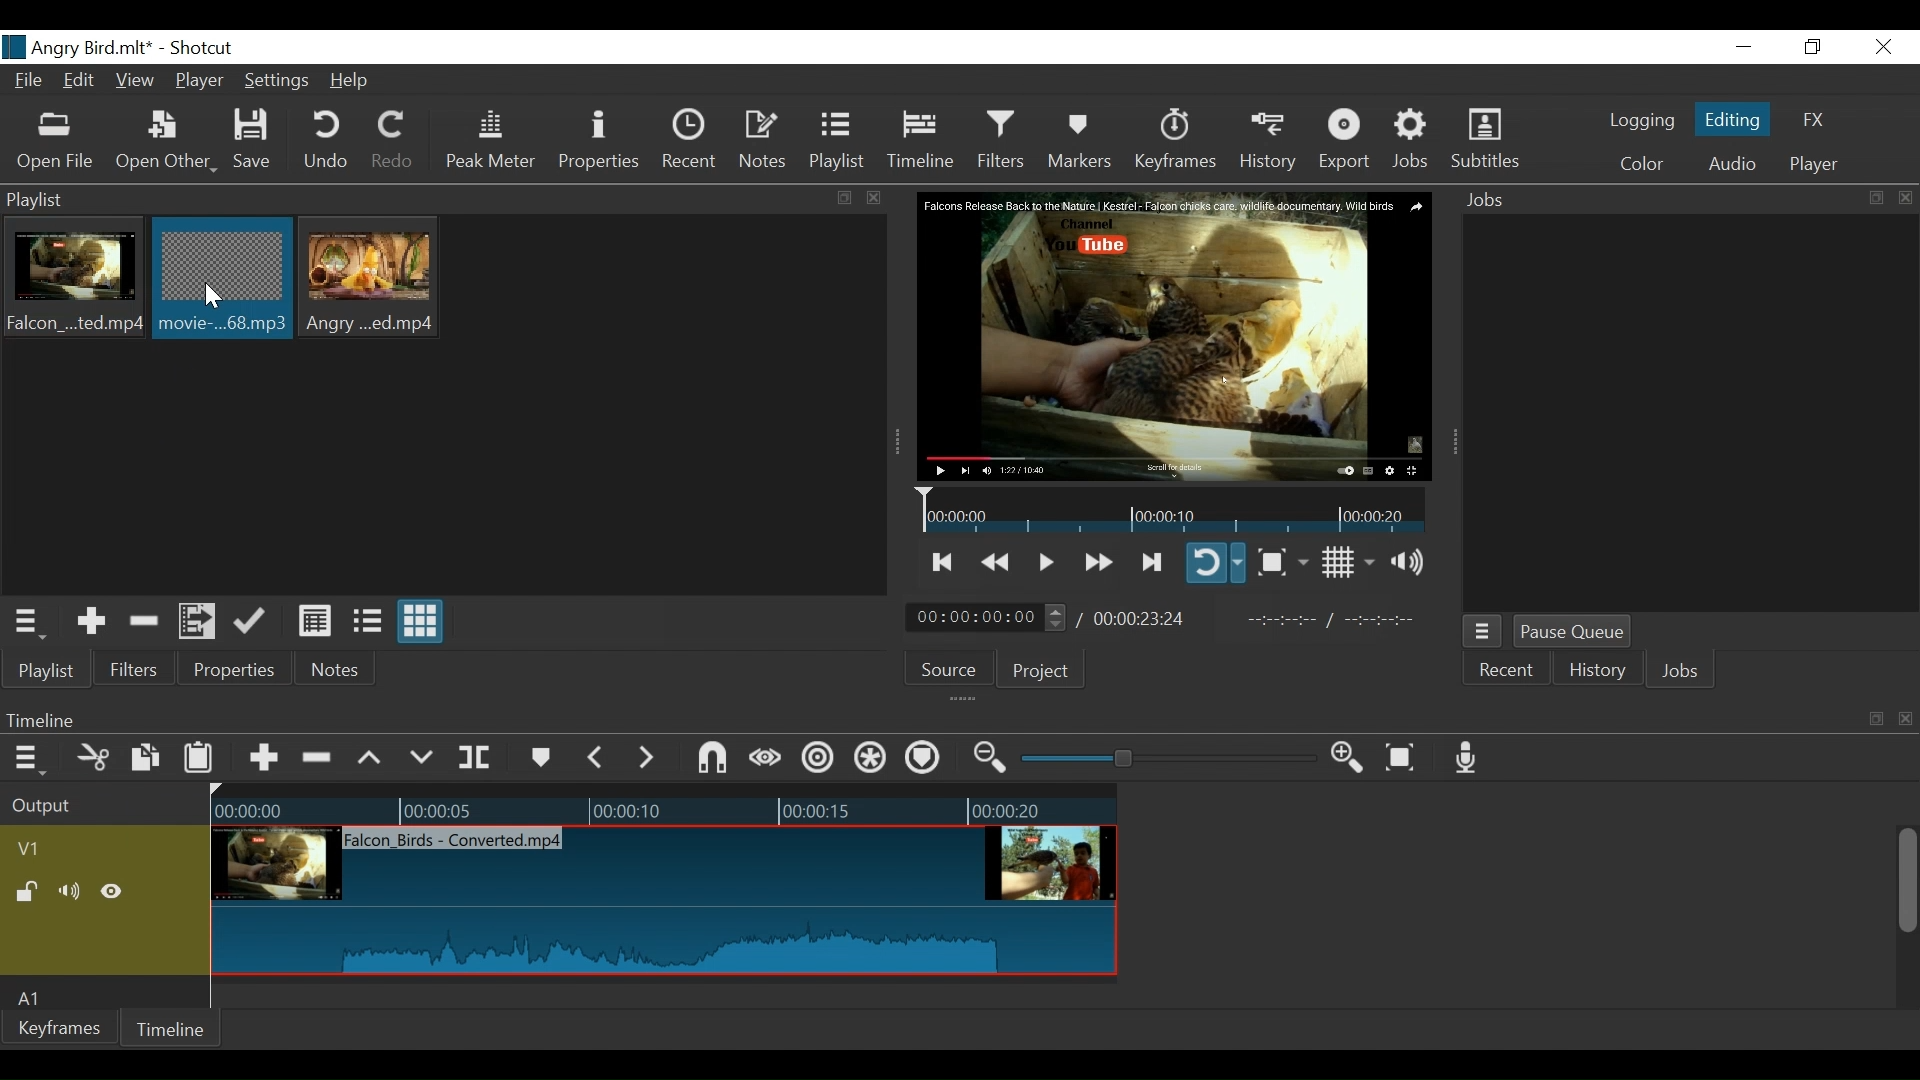 Angry Bird.mlt* - Shotcut
File Edit View Player Settings Help
Open File Open Other Save Undo Redo Peak Meter Properties Recent Notes Playlist Timeline Filters Markers Keyframes History Export Jobs Subtitles
Logging Editing FX
Color Audio Player
Playlist
Falcon_...ted.mp4 movie-...68.mp3 Angry ...ed.mp4
Falcons Release Back to the Nature | Kestrel - Falcon chicks care, wildlife documentary. Wild birds
Channel
YouTube
1:22 / 10:40
Scroll for details
Jobs
00:00:00 00:00:10 00:00:20
00:00:00:00 / 00:00:23:24 --:--:--:-- / --:--:--:--
Pause Queue
Playlist Filters Properties Notes
Source Project
Recent History Jobs
Timeline
Output
00:00:00 00:00:05 00:00:10 00:00:15 00:00:20
V1
Falcon_Birds - Converted.mp4
A1
Keyframes Timeline